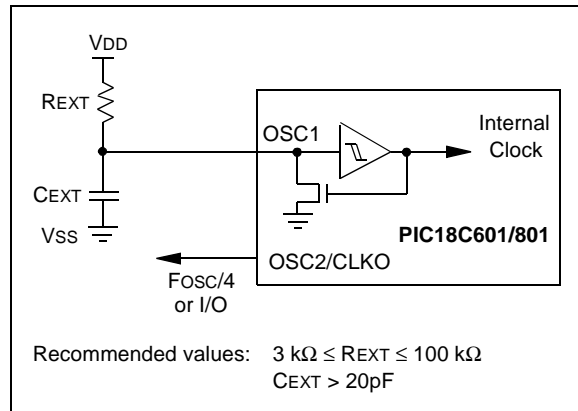 VDD
REXT
OSC1
Internal
Clock
CEXT
VSS
PIC18C601/801
OSC2/CLKO
FOSC/4
or I/O
Recommended values: 3 kΩ ≤ REXT ≤ 100 kΩ
CEXT > 20pF